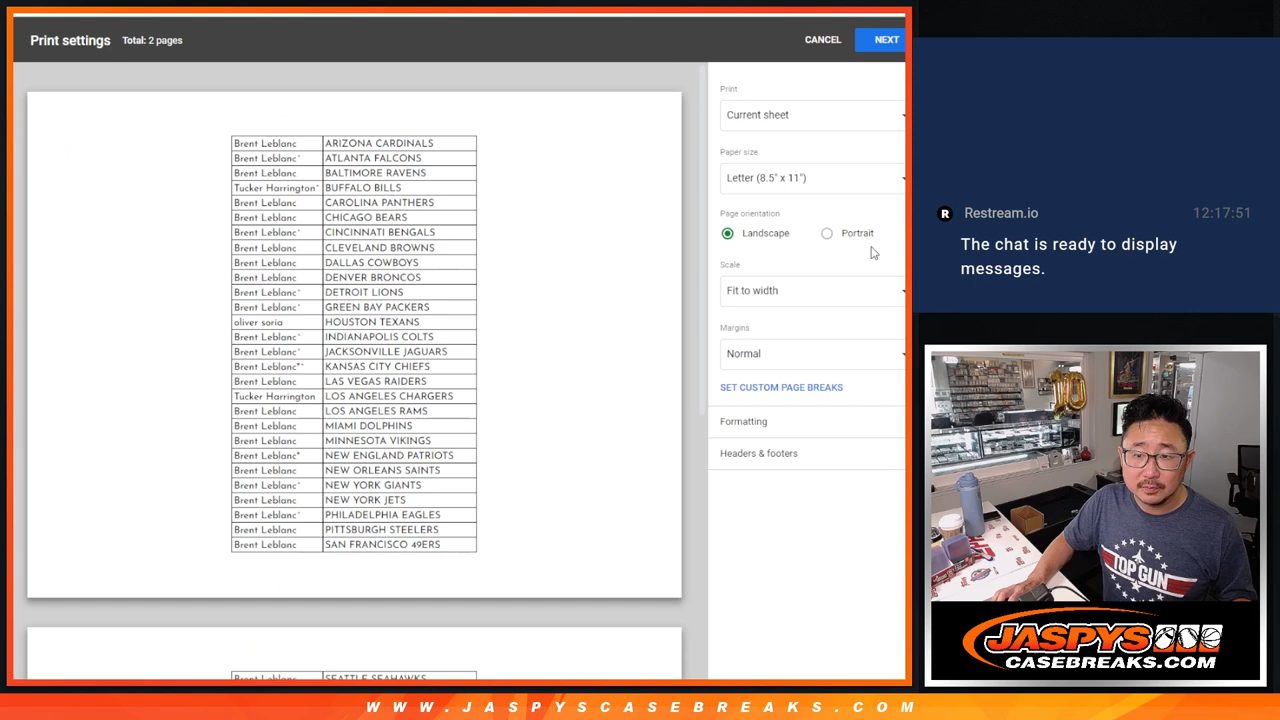 Print settings Total: 2 pages CANCEL NEXT
Brent Leblanc ARIZONA CARDINALS
Brent Leblanc^ ATLANTA FALCONS
Brent Leblanc BALTIMORE RAVENS
Tucker Harrington^ BUFFALO BILLS
Brent Leblanc CAROLINA PANTHERS
Brent Leblanc CHICAGO BEARS
Brent Leblanc^ CINCINNATI BENGALS
Brent Leblanc CLEVELAND BROWNS
Brent Leblanc DALLAS COWBOYS
Brent Leblanc DENVER BRONCOS
Brent Leblanc^ DETROIT LIONS
Brent Leblanc^ GREEN BAY PACKERS
oliver soria HOUSTON TEXANS
Brent Leblanc^ INDIANAPOLIS COLTS
Brent Leblanc^ JACKSONVILLE JAGUARS
Brent Leblanc*^ KANSAS CITY CHIEFS
Brent Leblanc LAS VEGAS RAIDERS
Tucker Harrington LOS ANGELES CHARGERS
Brent Leblanc LOS ANGELES RAMS
Brent Leblanc MIAMI DOLPHINS
Brent Leblanc MINNESOTA VIKINGS
Brent Leblanc* NEW ENGLAND PATRIOTS
Brent Leblanc NEW ORLEANS SAINTS
Brent Leblanc^ NEW YORK GIANTS
Brent Leblanc NEW YORK JETS
Brent Leblanc^ PHILADELPHIA EAGLES
Brent Leblanc PITTSBURGH STEELERS
Brent Leblanc SAN FRANCISCO 49ERS
Brent Leblanc SEATTLE SEAHAWKS
Print
Current sheet
Paper size
Letter (8.5" x 11")
Page orientation
Landscape Portrait
Scale
Fit to width
Margins
Normal
SET CUSTOM PAGE BREAKS
Formatting
Headers & footers
R Restream.io 12:17:51
The chat is ready to display
messages.
10
TOP GUN
JASPYS
CASEBREAKS.COM
WWW.JASPYSCASEBREAKS.COM